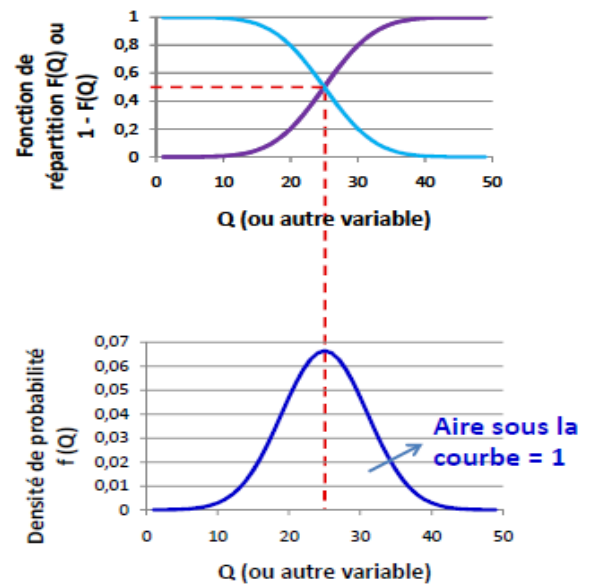 Fonction de
répartition F(Q) ou
1 - F(Q)
1
0,8
0,6
0,4
0,2
0
0 10 20 30 40 50
Q (ou autre variable)
Densité de probabilité
f (Q)
0,07
0,06
0,05
0,04
0,03
0,02
0,01
0
0 10 20 30 40 50
Aire sous la
courbe = 1
Q (ou autre variable)